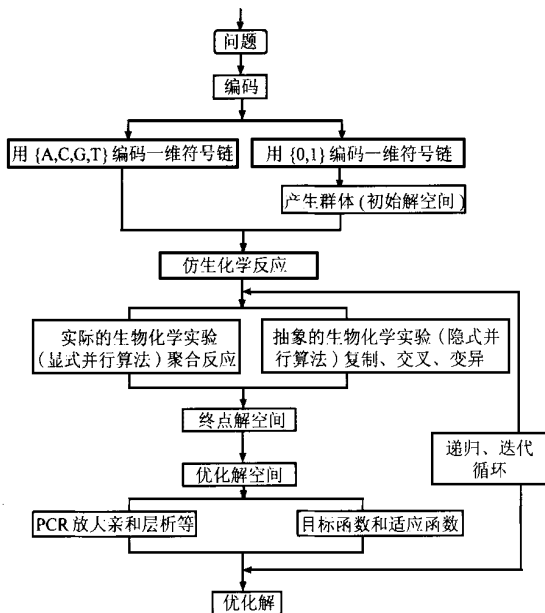 问题
编码
用{A,C,G,T}编码一维符号链
用{0,1}编码一维符号链
产生群体(初始解空间)
仿生化学反应
实际的生物化学实验
(显式并行算法)聚合反应
抽象的生物化学实验(隐式并
行算法)复制、交叉、变异
终点解空间
递归、迭代
循环
优化解空间
PCR 放人亲和层析等
目标函数和适应函数
优化解